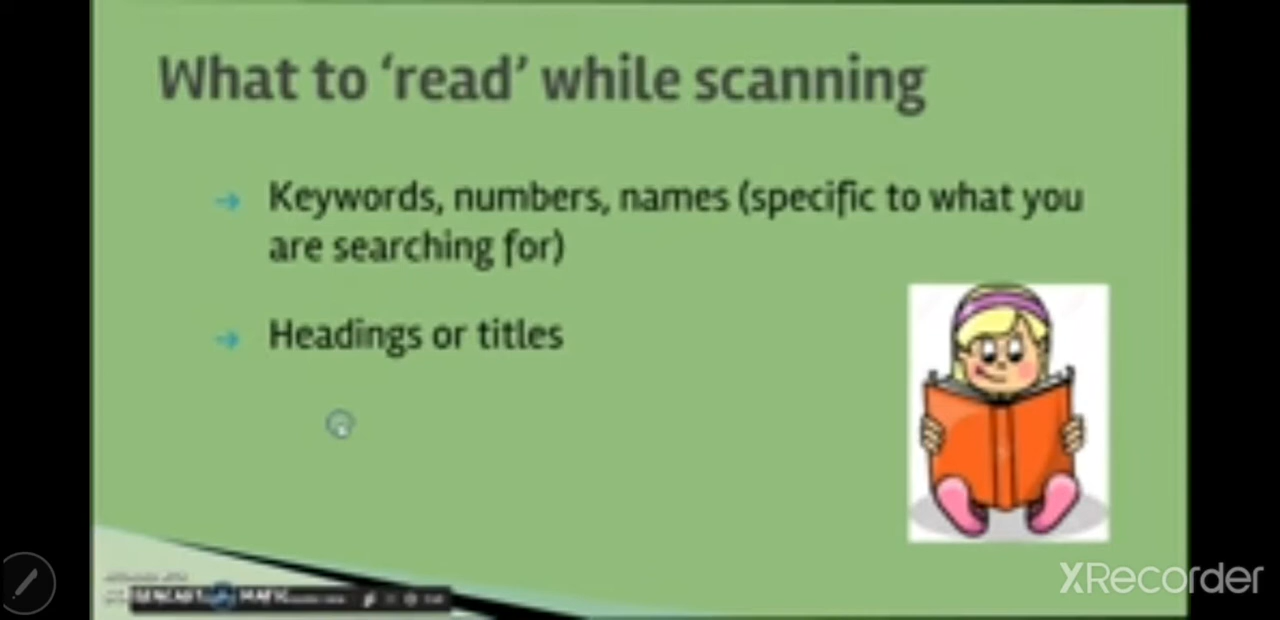 What to ‘read’ while scanning
➔ Keywords, numbers, names (specific to what you
are searching for)
➔ Headings or titles
XRecorder